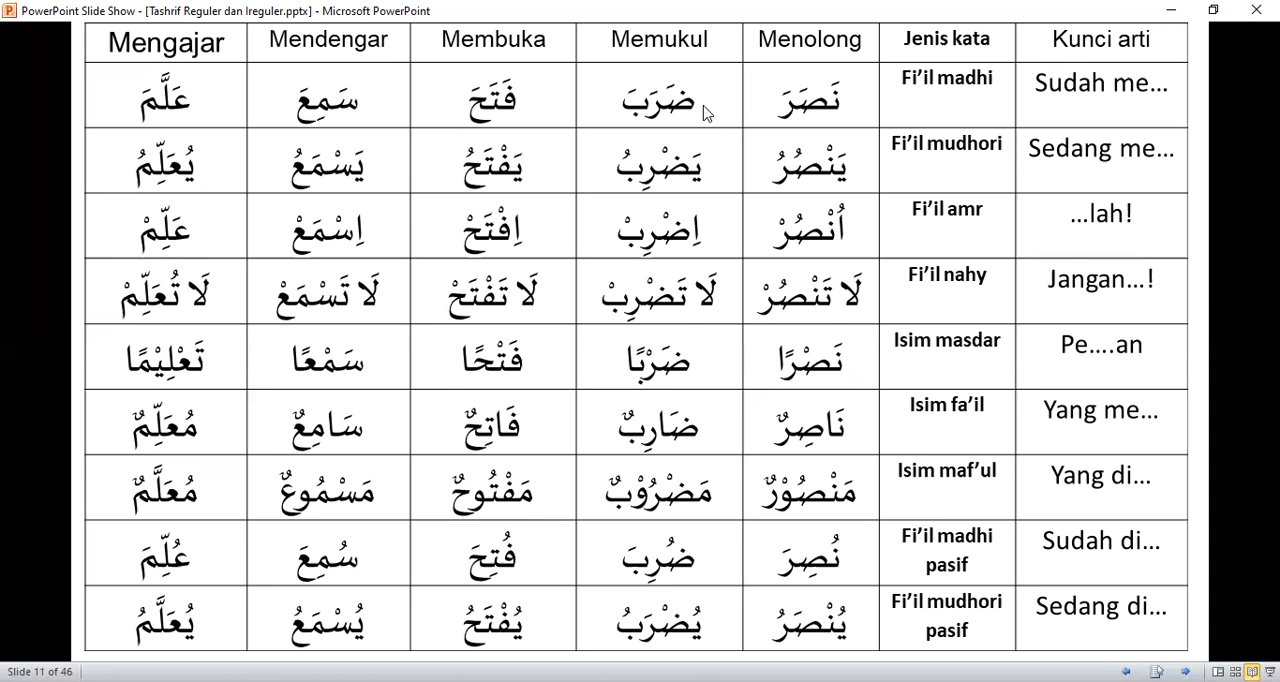 PowerPoint Slide Show - [Tashrif Reguler dan Ireguler.pptx] - Microsoft PowerPoint
Mengajar Mendengar Membuka Memukul Menolong Jenis kata Kunci arti
عَلَّمَ سَمِعَ فَتَحَ ضَرَبَ نَصَرَ Fi’il madhi Sudah me...
يُعَلِّمُ يَسْمَعُ يَفْتَحُ يَضْرِبُ يَنْصُرُ Fi’il mudhori Sedang me...
عَلِّمْ اِسْمَعْ اِفْتَحْ اِضْرِبْ اُنْصُرْ Fi’il amr ...lah!
لَا تُعَلِّمْ لَا تَسْمَعْ لَا تَفْتَحْ لَا تَضْرِبْ لَا تَنْصُرْ Fi’il nahy Jangan...!
تَعْلِيْمًا سَمْعًا فَتْحًا ضَرْبًا نَصْرًا Isim masdar Pe....an
مُعَلِّمٌ سَامِعٌ فَاتِحٌ ضَارِبٌ نَاصِرٌ Isim fa’il Yang me...
مُعَلَّمٌ مَسْمُوعٌ مَفْتُوحٌ مَضْرُوْبٌ مَنْصُوْرٌ Isim maf’ul Yang di...
عُلِّمَ سُمِعَ فُتِحَ ضُرِبَ نُصِرَ Fi’il madhi pasif Sudah di...
يُعَلَّمُ يُسْمَعُ يُفْتَحُ يُضْرَبُ يُنْصَرُ Fi’il mudhori pasif Sedang di...
Slide 11 of 46